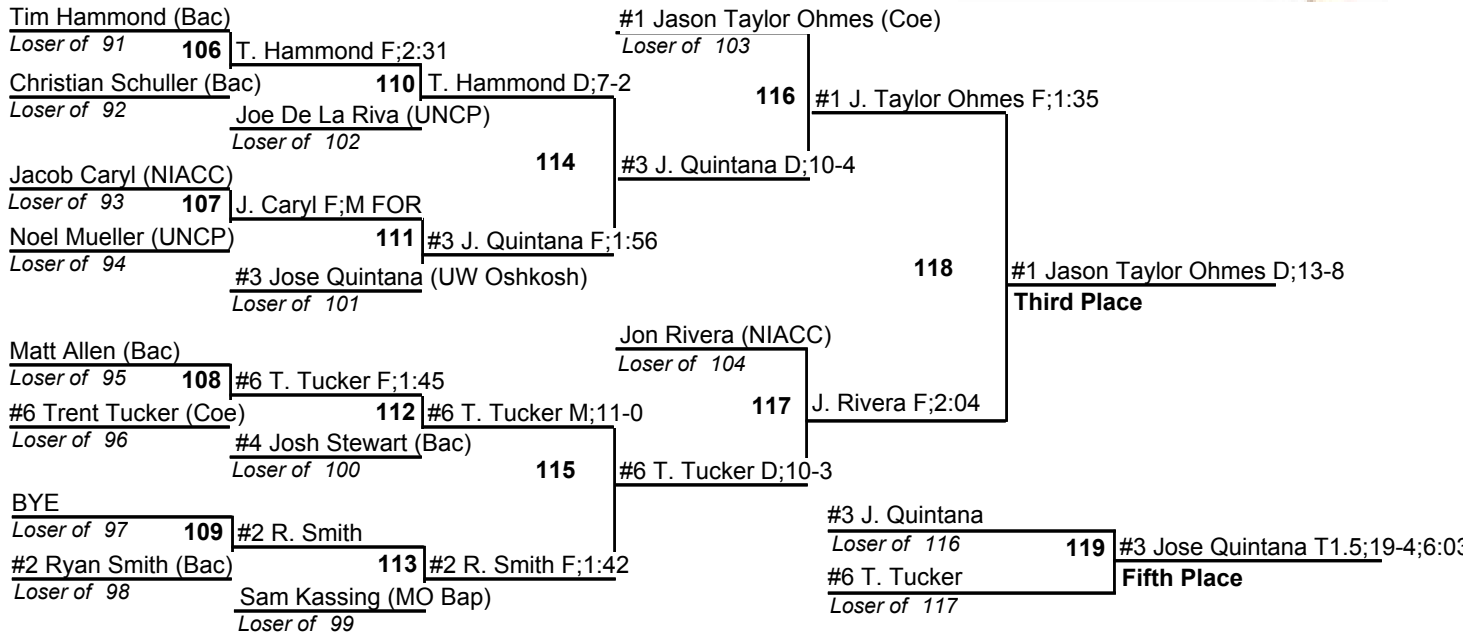 Tim Hammond (Bac)
Loser of 91
106
T. Hammond F;2:31
Christian Schuller (Bac)
Loser of 92
110
T. Hammond D;7-2
Joe De La Riva (UNCP)
Loser of 102
114
Jacob Caryl (NIACC)
Loser of 93
107
J. Caryl F;M FOR
Noel Mueller (UNCP)
Loser of 94
111
#3 J. Quintana F;1:56
#3 Jose Quintana (UW Oshkosh)
Loser of 101
#1 Jason Taylor Ohmes (Coe)
Loser of 103
116
#1 J. Taylor Ohmes F;1:35
#3 J. Quintana D;10-4
118
#1 Jason Taylor Ohmes D;13-8
Third Place
Matt Allen (Bac)
Loser of 95
108
#6 T. Tucker F;1:45
#6 Trent Tucker (Coe)
Loser of 96
112
#6 T. Tucker M;11-0
#4 Josh Stewart (Bac)
Loser of 100
115
BYE
Loser of 97
109
#2 R. Smith
#2 Ryan Smith (Bac)
Loser of 98
113
#2 R. Smith F;1:42
Sam Kassing (MO Bap)
Loser of 99
Jon Rivera (NIACC)
Loser of 104
117
J. Rivera F;2:04
#6 T. Tucker D;10-3
#3 J. Quintana
Loser of 116
119
#3 Jose Quintana T1.5;19-4;6:03
#6 T. Tucker
Loser of 117
Fifth Place